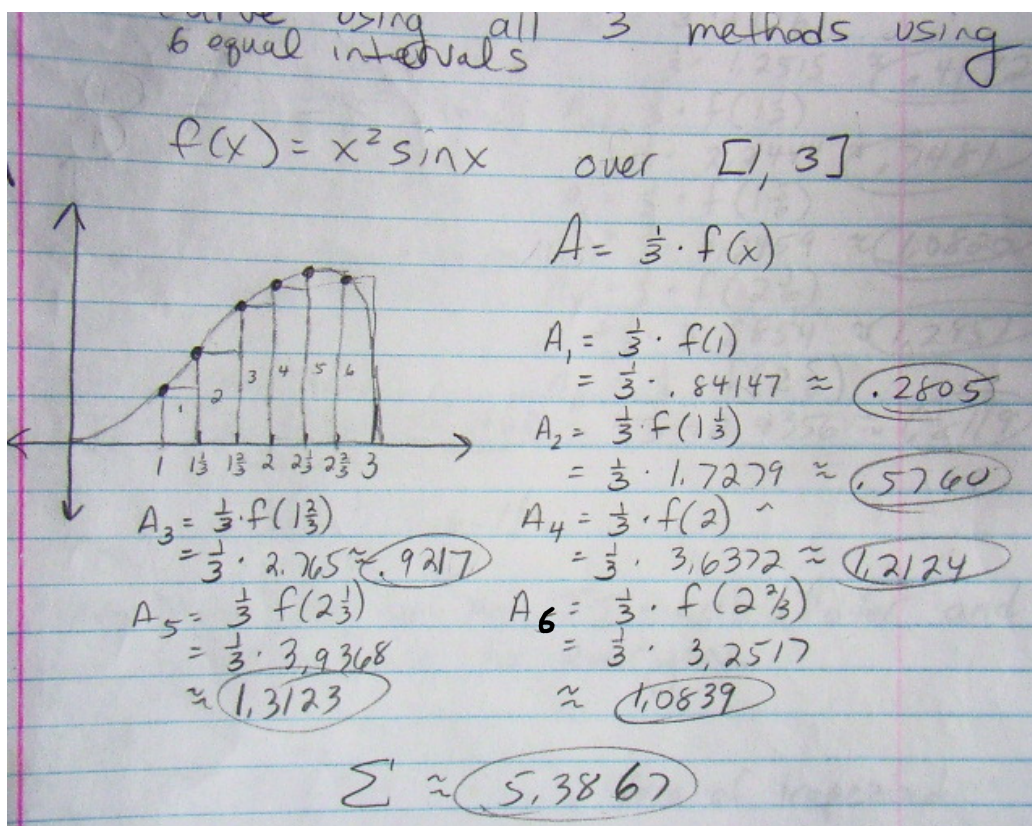 curve using all 3 methods using
6 equal intervals
f(x) = x² sinx over [1, 3]
A = 1/3 · f(x)
1 2 3 4 5 6
1 1 1/3 1 2/3 2 2 1/3 2 2/3 3
A₁ = 1/3 · f(1)
= 1/3 · .84147 ≈ .2805
A₂ = 1/3 · f(1 1/3)
= 1/3 · 1.7279 ≈ .5760
A₃ = 1/3 · f(1 2/3)
= 1/3 · 2.765 ≈ .9217
A₄ = 1/3 · f(2)
= 1/3 · 3,6372 ≈ 1,2124
A₅ = 1/3 f(2 1/3)
= 1/3 · 3,9368
≈ 1,3123
A₆ = 1/3 · f(2 2/3)
= 1/3 · 3,2517
≈ 1,0839
Σ ≈ 5,3867